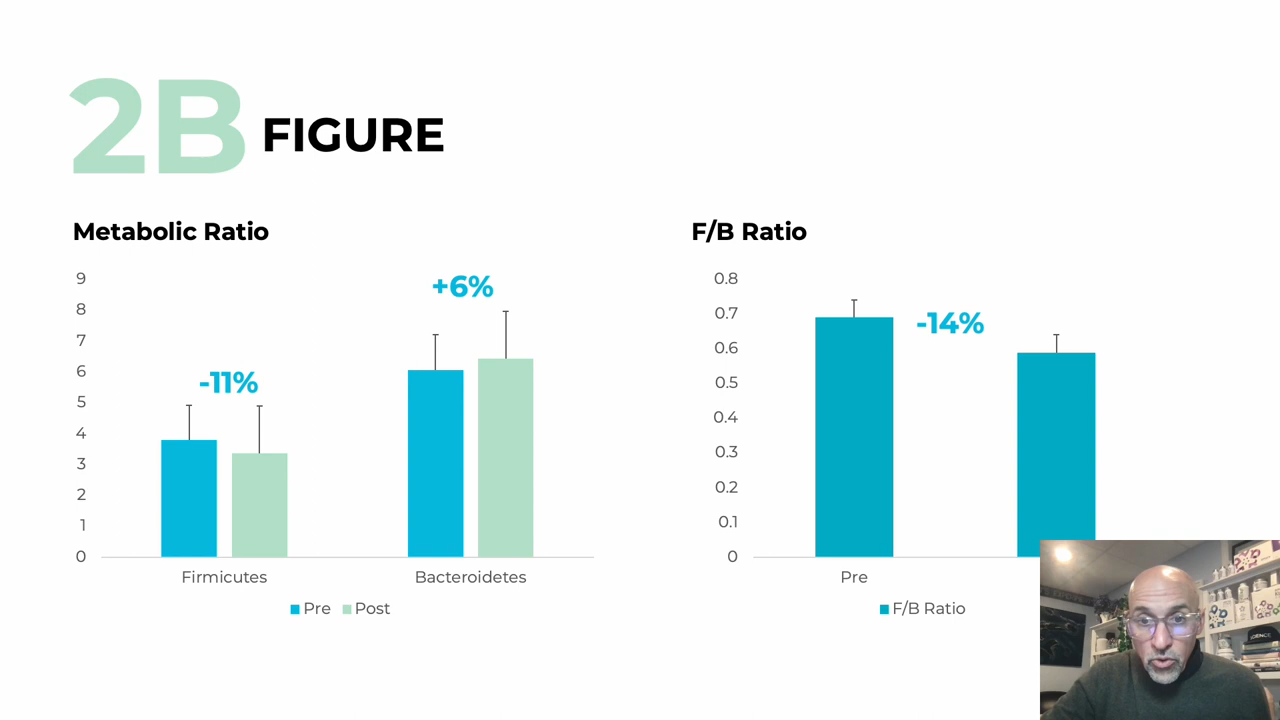 2B FIGURE
Metabolic Ratio
9
8
7
6
5
4
3
2
1
0
-11%
+6%
Firmicutes
Bacteroidetes
Pre
Post
F/B Ratio
0.8
0.7
0.6
0.5
0.4
0.3
0.2
0.1
0
-14%
Pre
F/B Ratio